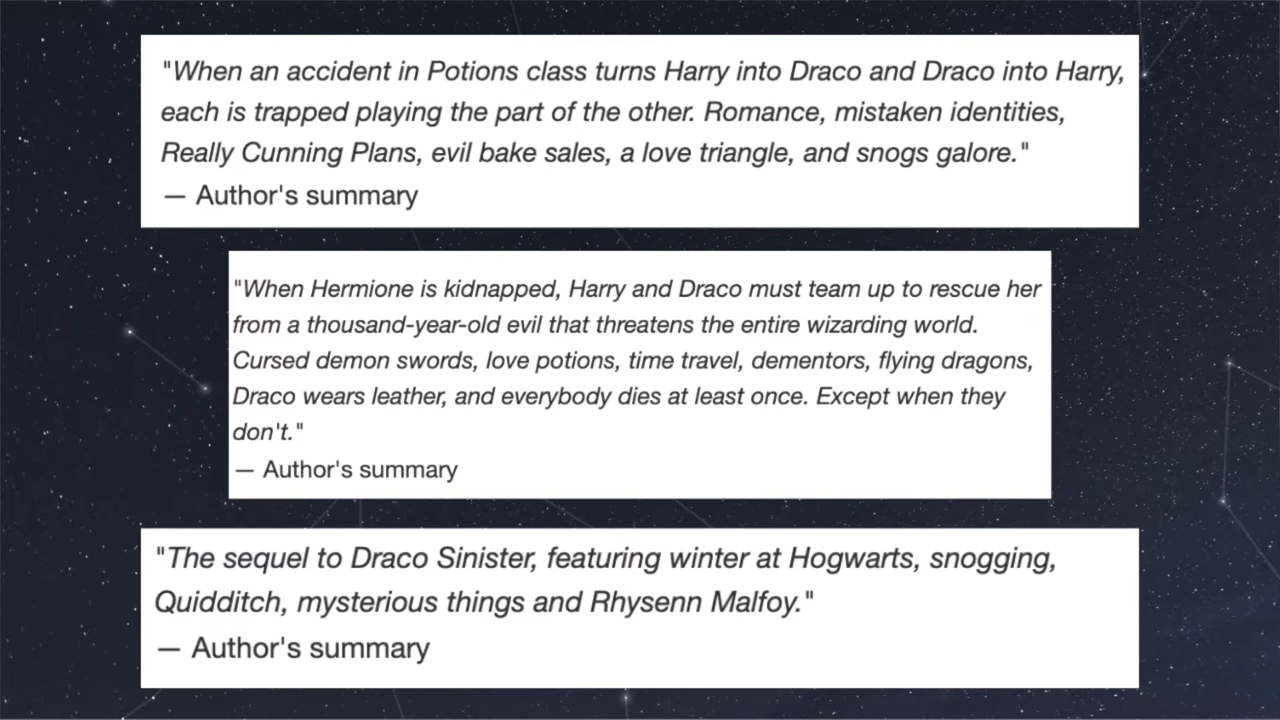 "When an accident in Potions class turns Harry into Draco and Draco into Harry,
each is trapped playing the part of the other. Romance, mistaken identities,
Really Cunning Plans, evil bake sales, a love triangle, and snogs galore."
— Author's summary
"When Hermione is kidnapped, Harry and Draco must team up to rescue her
from a thousand-year-old evil that threatens the entire wizarding world.
Cursed demon swords, love potions, time travel, dementors, flying dragons,
Draco wears leather, and everybody dies at least once. Except when they
don't."
— Author's summary
"The sequel to Draco Sinister, featuring winter at Hogwarts, snogging,
Quidditch, mysterious things and Rhysenn Malfoy."
— Author's summary